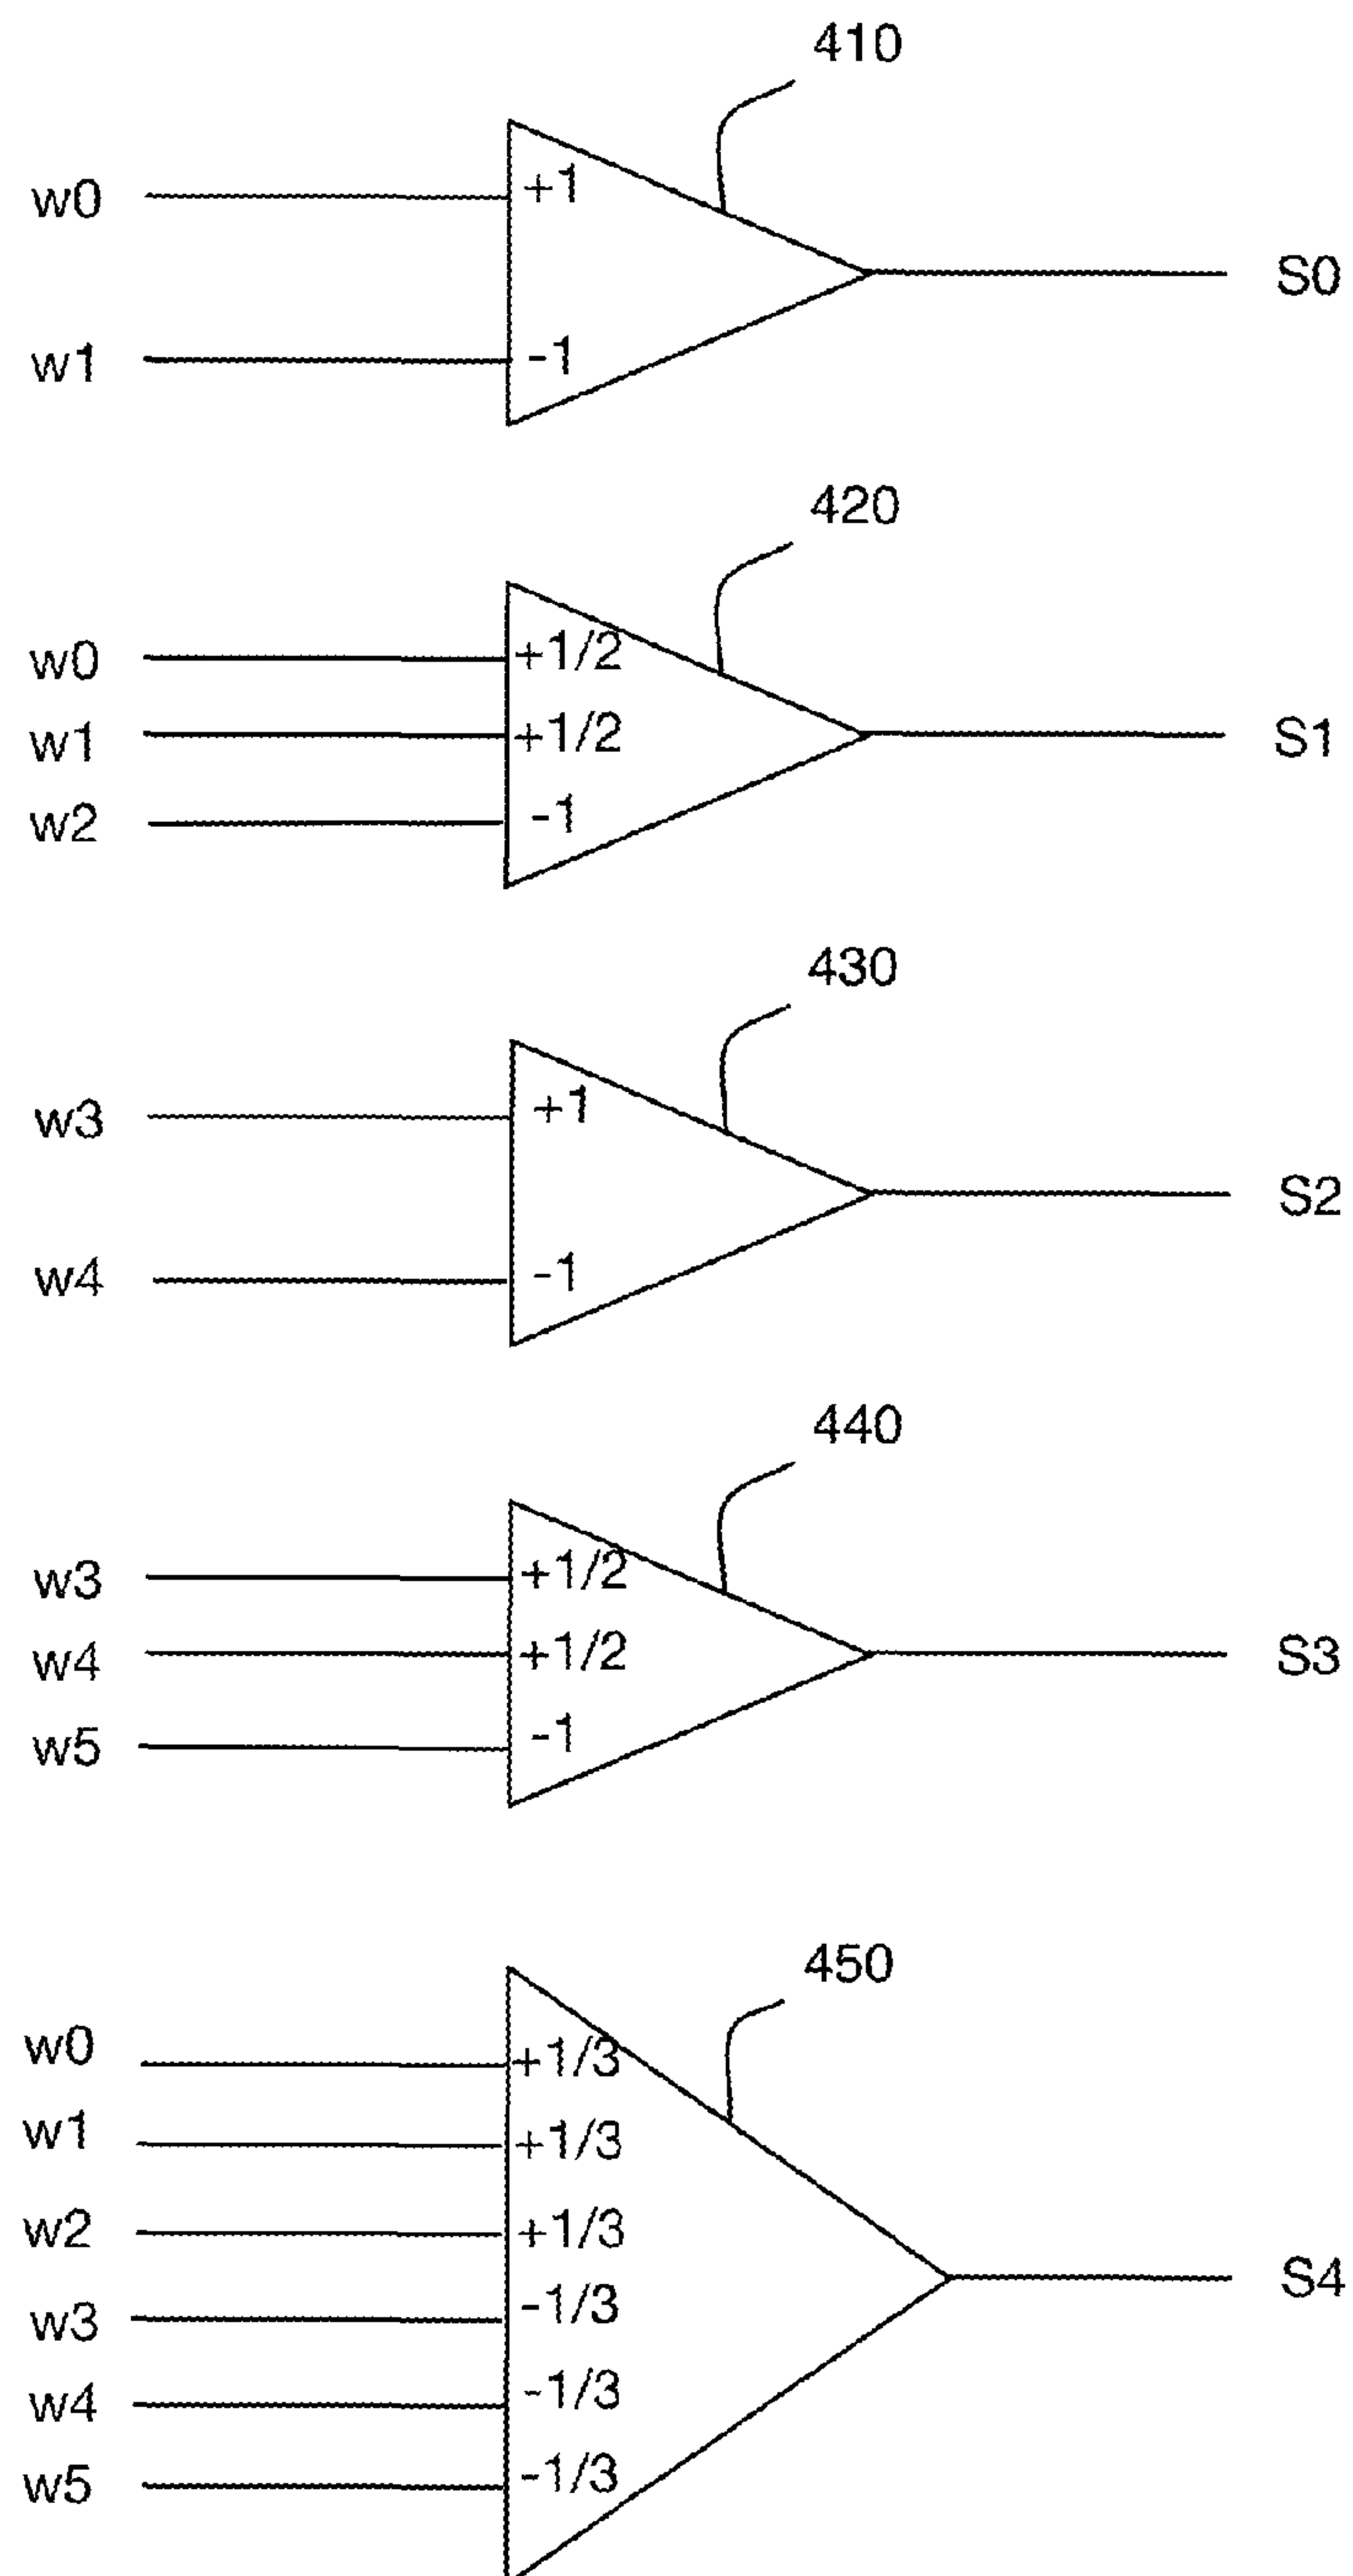 410
w0 +1
S0
w1 -1
420
w0 +1/2
w1 +1/2 S1
w2 -1
430
w3 +1
S2
w4 -1
440
w3 +1/2
w4 +1/2 S3
w5 -1
450
w0 +1/3
w1 +1/3
w2 +1/3
S4
w3 -1/3
w4 -1/3
w5 -1/3